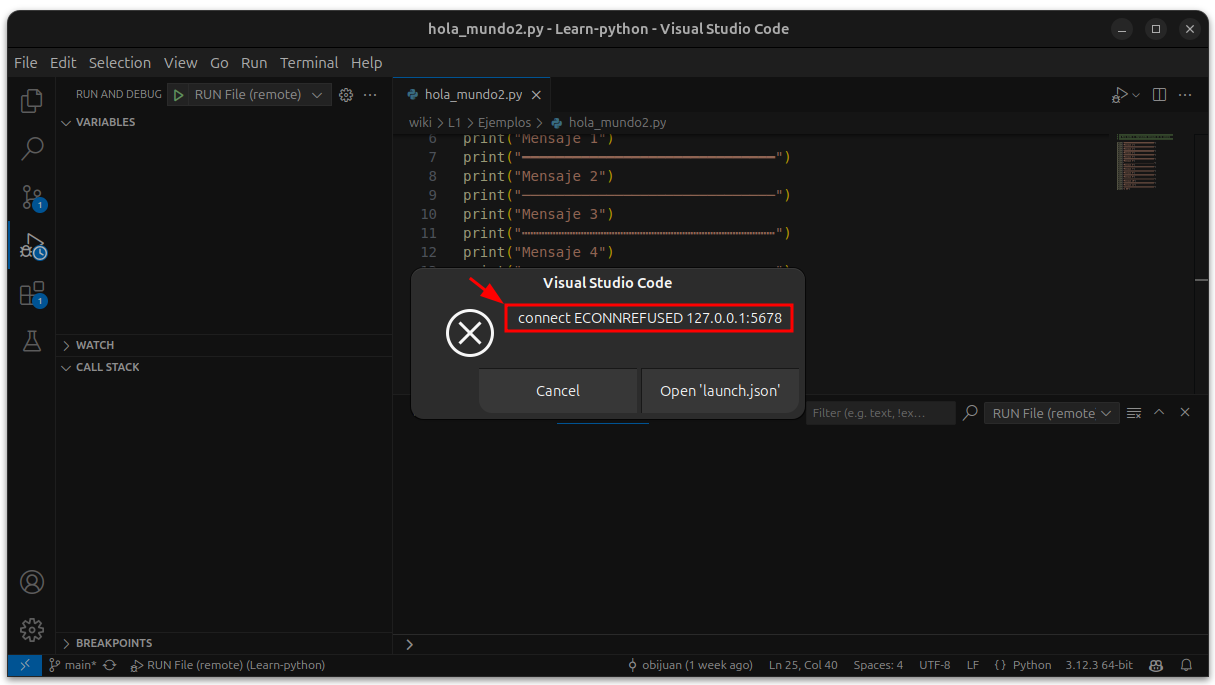 hola_mundo2.py - Learn-python - Visual Studio Code
File Edit Selection View Go Run Terminal Help
RUN AND DEBUG RUN File (remote)
hola_mundo2.py
VARIABLES
wiki > L1 > Ejemplos > hola_mundo2.py
6 print("Mensaje 1")
7 print("━━━━━━━━━━━━━━━━━━━━━━━━━━━━━━")
8 print("Mensaje 2")
9 print("──────────────────────────────")
10 print("Mensaje 3")
11 print("┅┅┅┅┅┅┅┅┅┅┅┅┅┅┅┅┅┅┅┅┅┅┅┅┅┅┅┅┅┅")
12 print("Mensaje 4")
Visual Studio Code
connect ECONNREFUSED 127.0.0.1:5678
Cancel
Open 'launch.json'
WATCH
CALL STACK
Filter (e.g. text, !ex...
RUN File (remote
1
1
BREAKPOINTS
main* RUN File (remote) (Learn-python) obijuan (1 week ago) Ln 25, Col 40 Spaces: 4 UTF-8 LF {} Python 3.12.3 64-bit